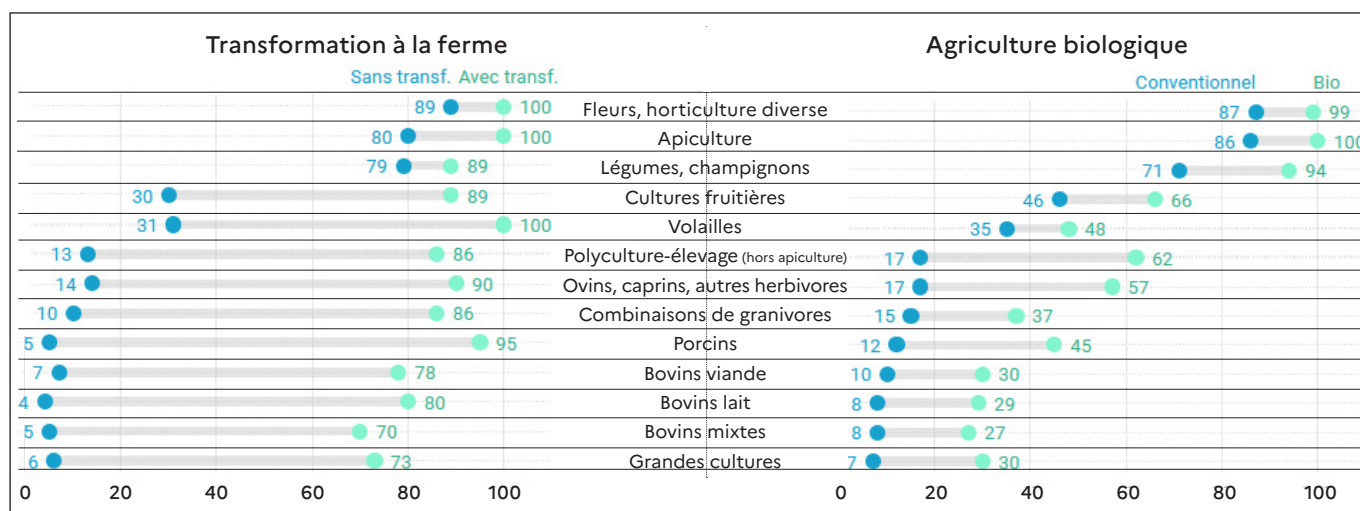 Transformation à la ferme Agriculture biologique
Sans transf. Avec transf. Conventionnel Bio
89 100 Fleurs, horticulture diverse 87 99
80 100 Apiculture 86 100
79 89 Légumes, champignons 71 94
30 89 Cultures fruitières 46 66
31 100 Volailles 35 48
13 86 Polyculture-élevage (hors apiculture) 17 62
14 90 Ovins, caprins, autres herbivores 17 57
10 86 Combinaisons de granivores 15 37
5 95 Porcins 12 45
7 78 Bovins viande 10 30
4 80 Bovins lait 8 29
5 70 Bovins mixtes 8 27
6 73 Grandes cultures 7 30
0 20 40 60 80 100 0 20 40 60 80 100